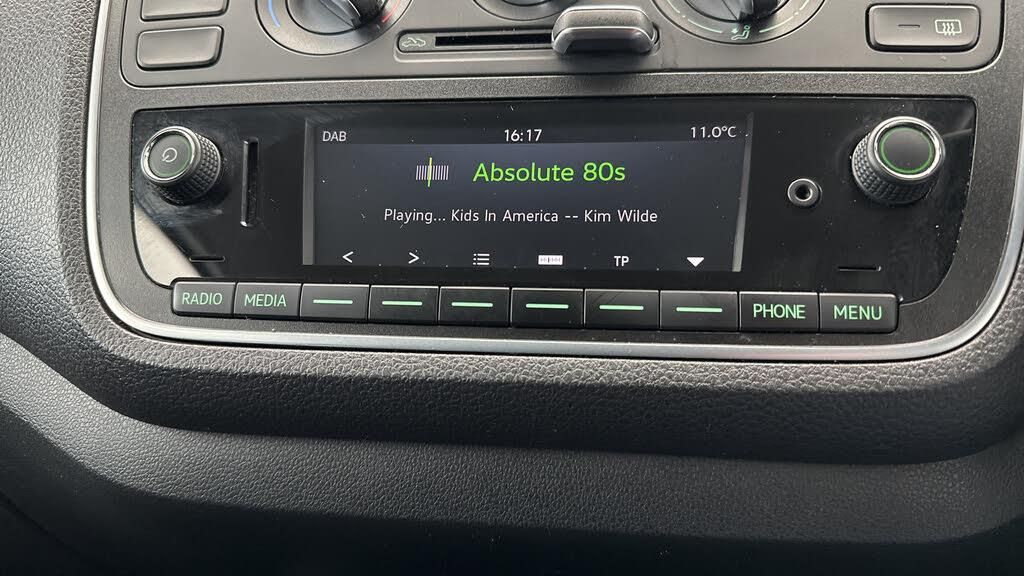 DAB 16:17 11.0°C
Absolute 80s
Playing... Kids In America -- Kim Wilde
< > TP
RADIO MEDIA PHONE MENU